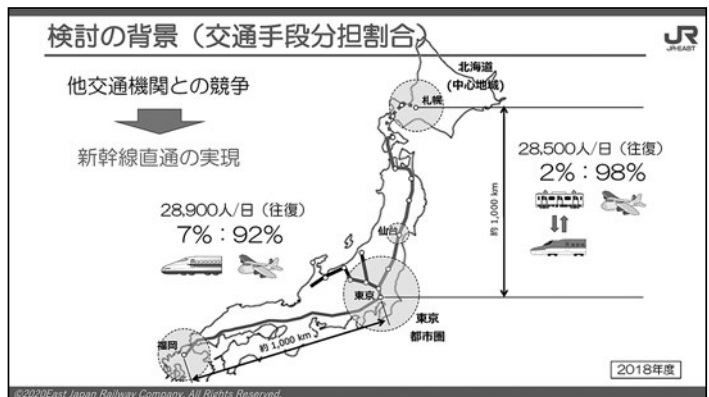 検討の背景（交通手段分担割合）
JR
JR-EAST
他交通機関との競争
新幹線直通の実現
北海道
(中心地域)
札幌
28,500人/日（往復）
2%：98%
約 1,000 km
28,900人/日（往復）
7%：92%
仙台
東京
東京
都市圏
福岡
約 1,000 km
2018年度
©2020East Japan Railway Company. All Rights Reserved.